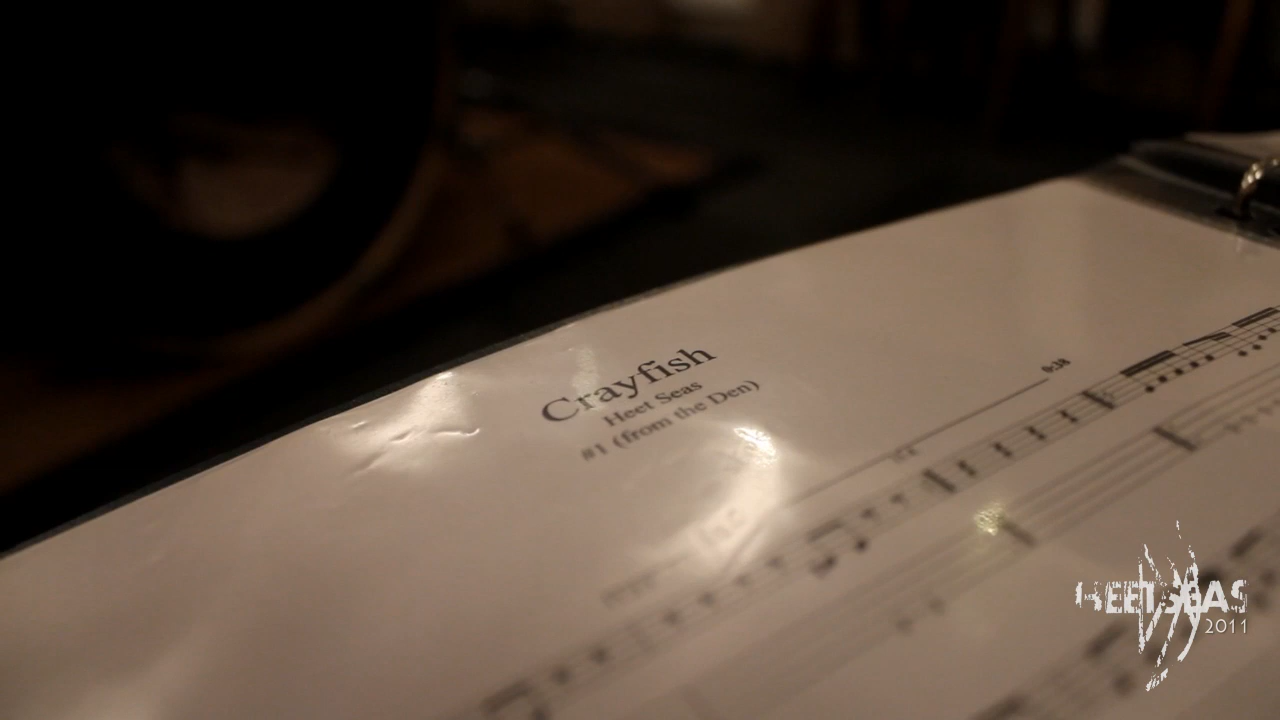 Crayfish
Heet Seas
#1 (from the Den)
0:38
HEET SEAS
2011